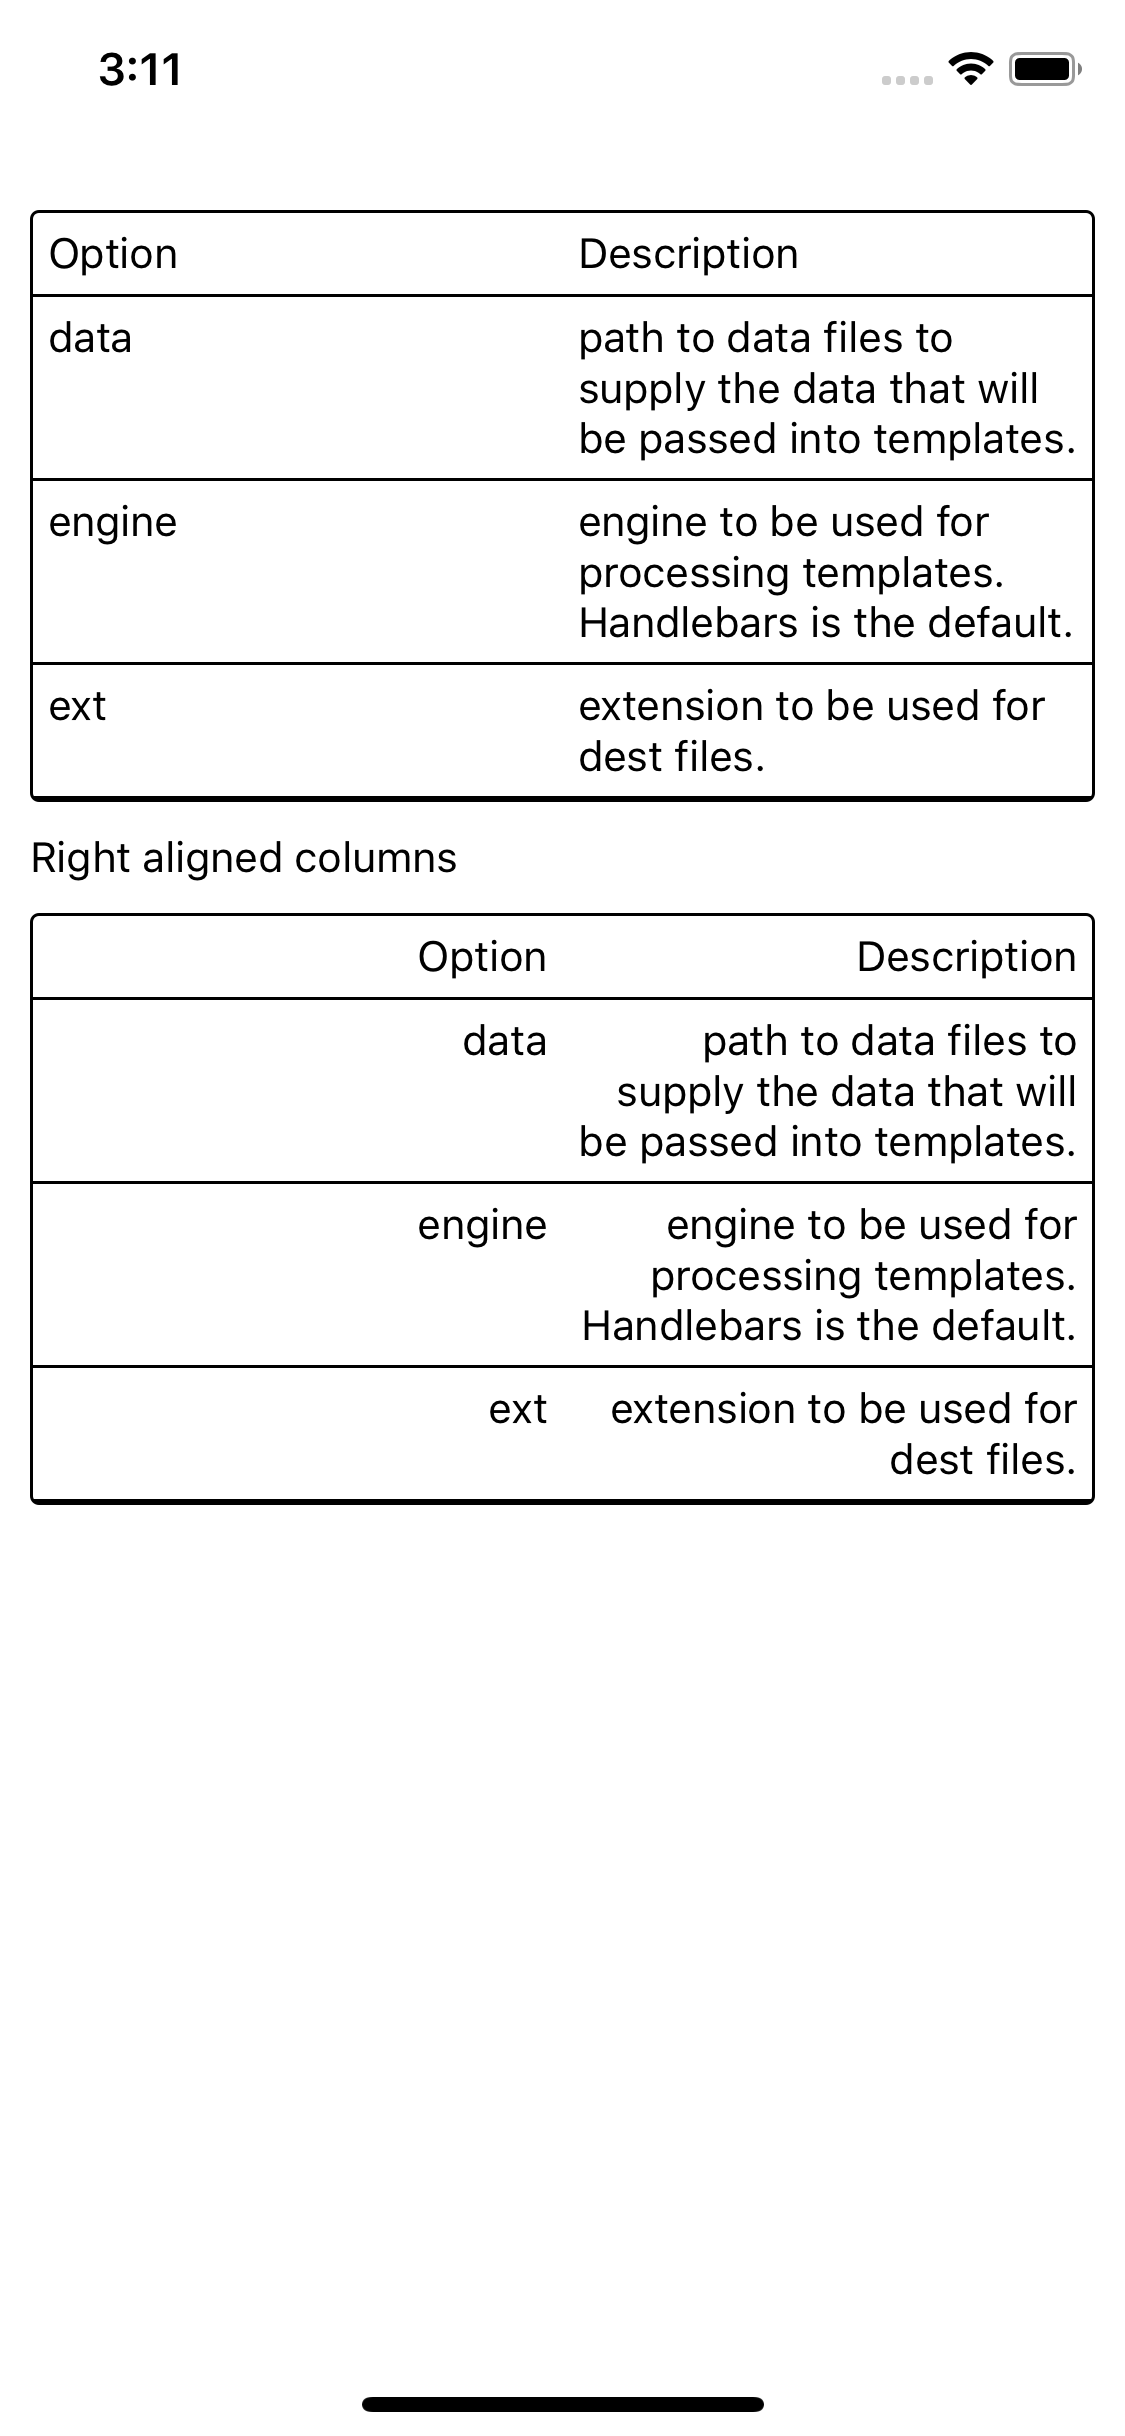 3:11
Option Description
data path to data files to
supply the data that will
be passed into templates.
engine engine to be used for
processing templates.
Handlebars is the default.
ext extension to be used for
dest files.
Right aligned columns
Option Description
data path to data files to
supply the data that will
be passed into templates.
engine engine to be used for
processing templates.
Handlebars is the default.
ext extension to be used for
dest files.